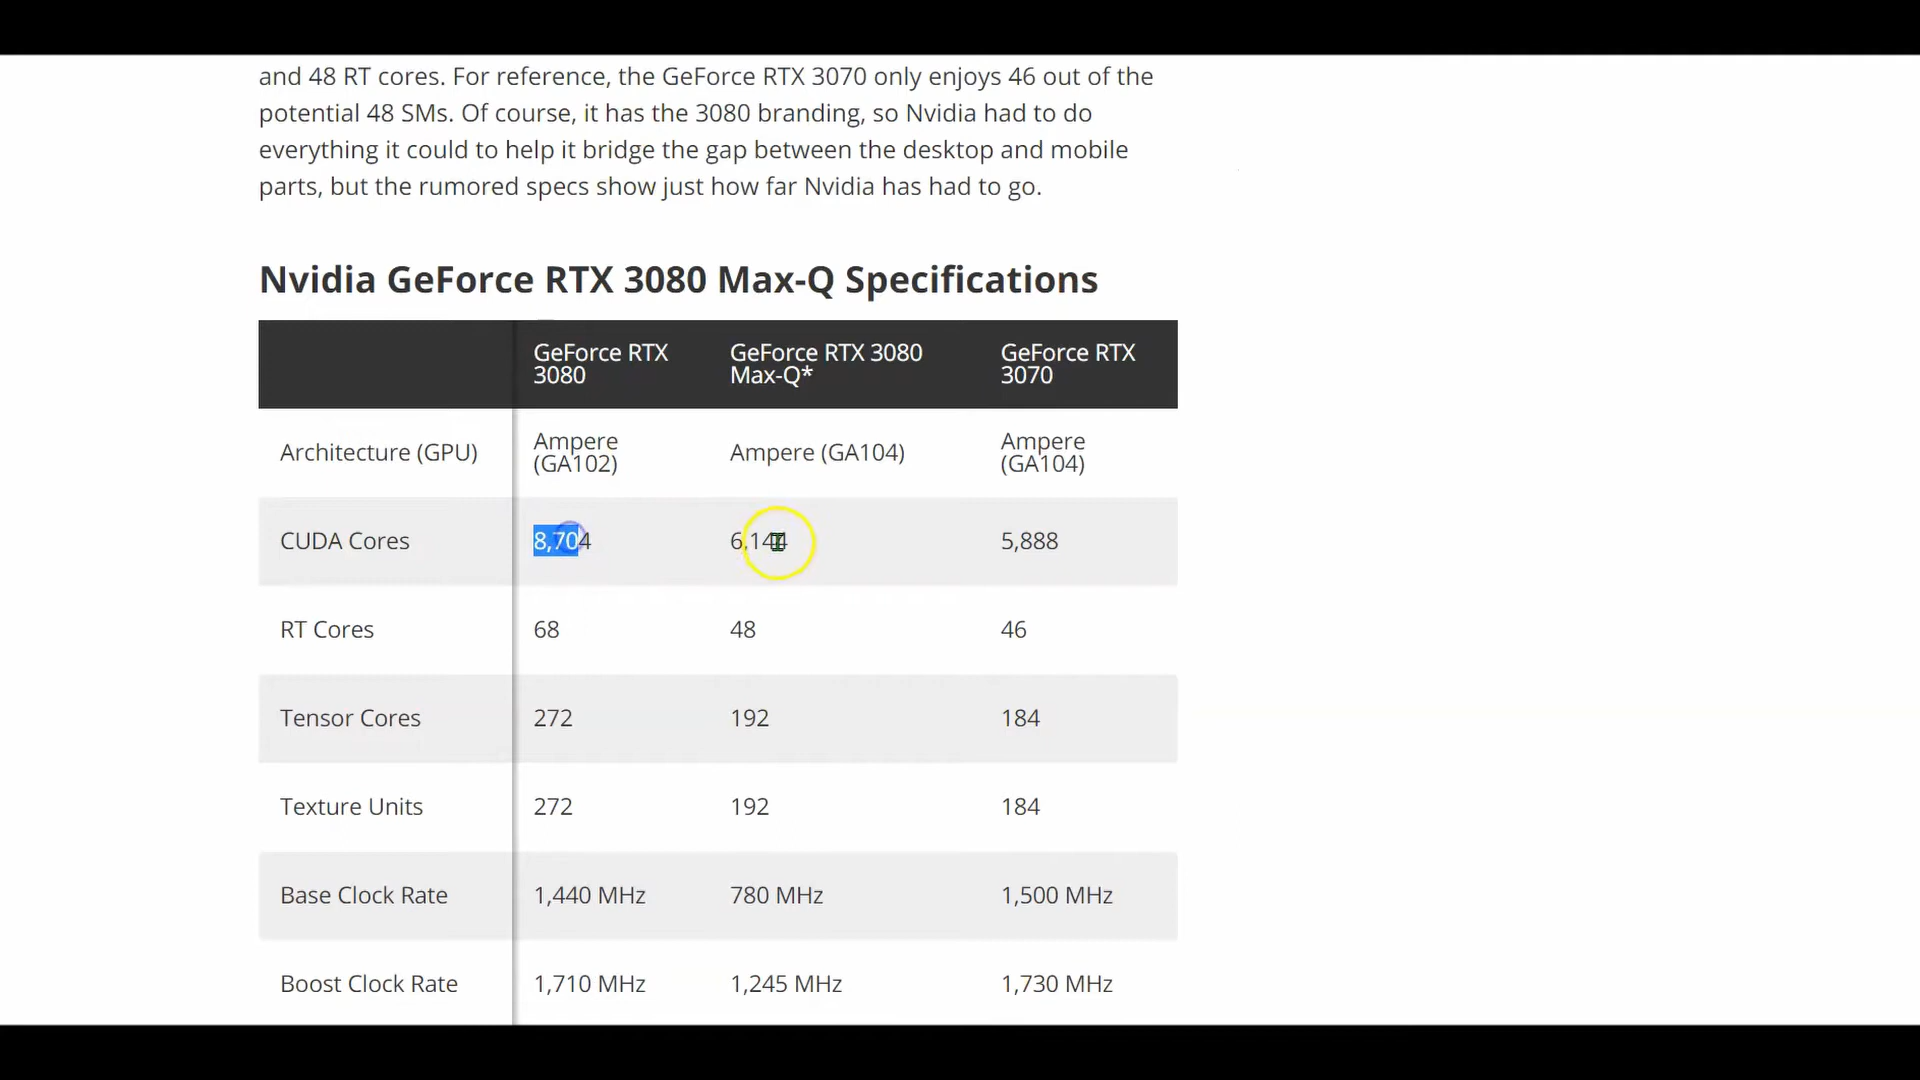 and 48 RT cores. For reference, the GeForce RTX 3070 only enjoys 46 out of the
potential 48 SMs. Of course, it has the 3080 branding, so Nvidia had to do
everything it could to help it bridge the gap between the desktop and mobile
parts, but the rumored specs show just how far Nvidia has had to go.
Nvidia GeForce RTX 3080 Max-Q Specifications
GeForce RTX 3080 GeForce RTX 3080 Max-Q* GeForce RTX 3070
Architecture (GPU) Ampere (GA102) Ampere (GA104) Ampere (GA104)
CUDA Cores 8,704 6,144 5,888
RT Cores 68 48 46
Tensor Cores 272 192 184
Texture Units 272 192 184
Base Clock Rate 1,440 MHz 780 MHz 1,500 MHz
Boost Clock Rate 1,710 MHz 1,245 MHz 1,730 MHz